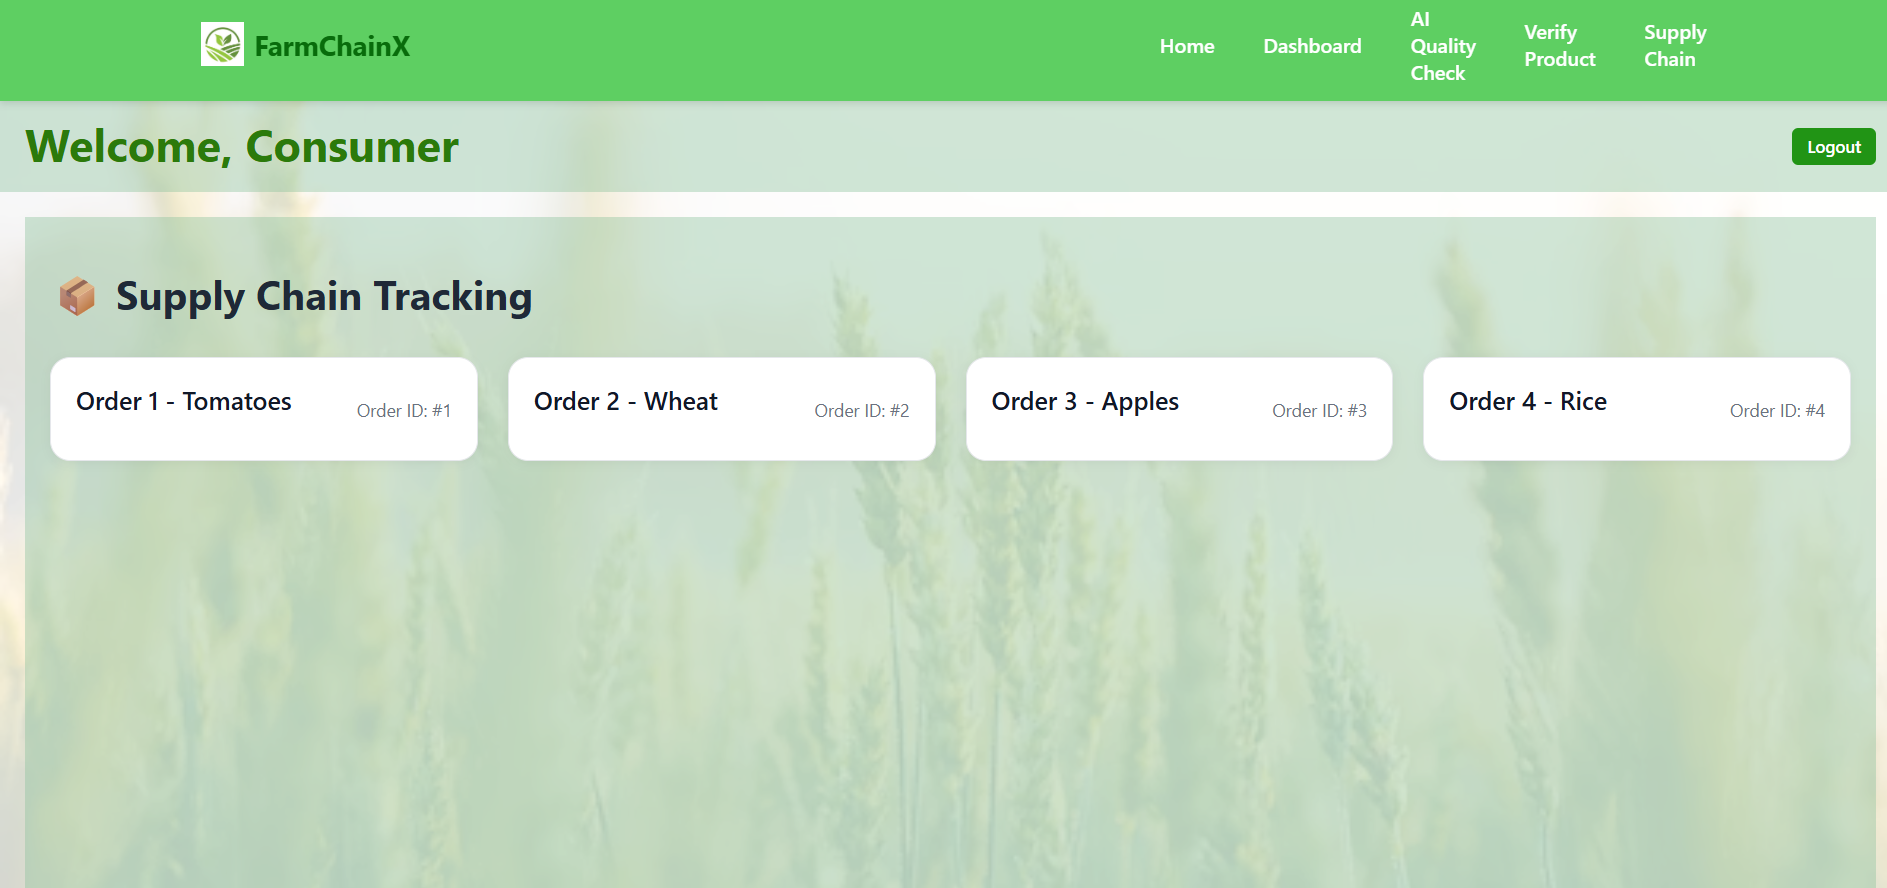 FarmChainX
Home
Dashboard
AI
Quality
Check
Verify
Product
Supply
Chain
Welcome, Consumer
Logout
📦 Supply Chain Tracking
Order 1 - Tomatoes
Order ID: #1
Order 2 - Wheat
Order ID: #2
Order 3 - Apples
Order ID: #3
Order 4 - Rice
Order ID: #4